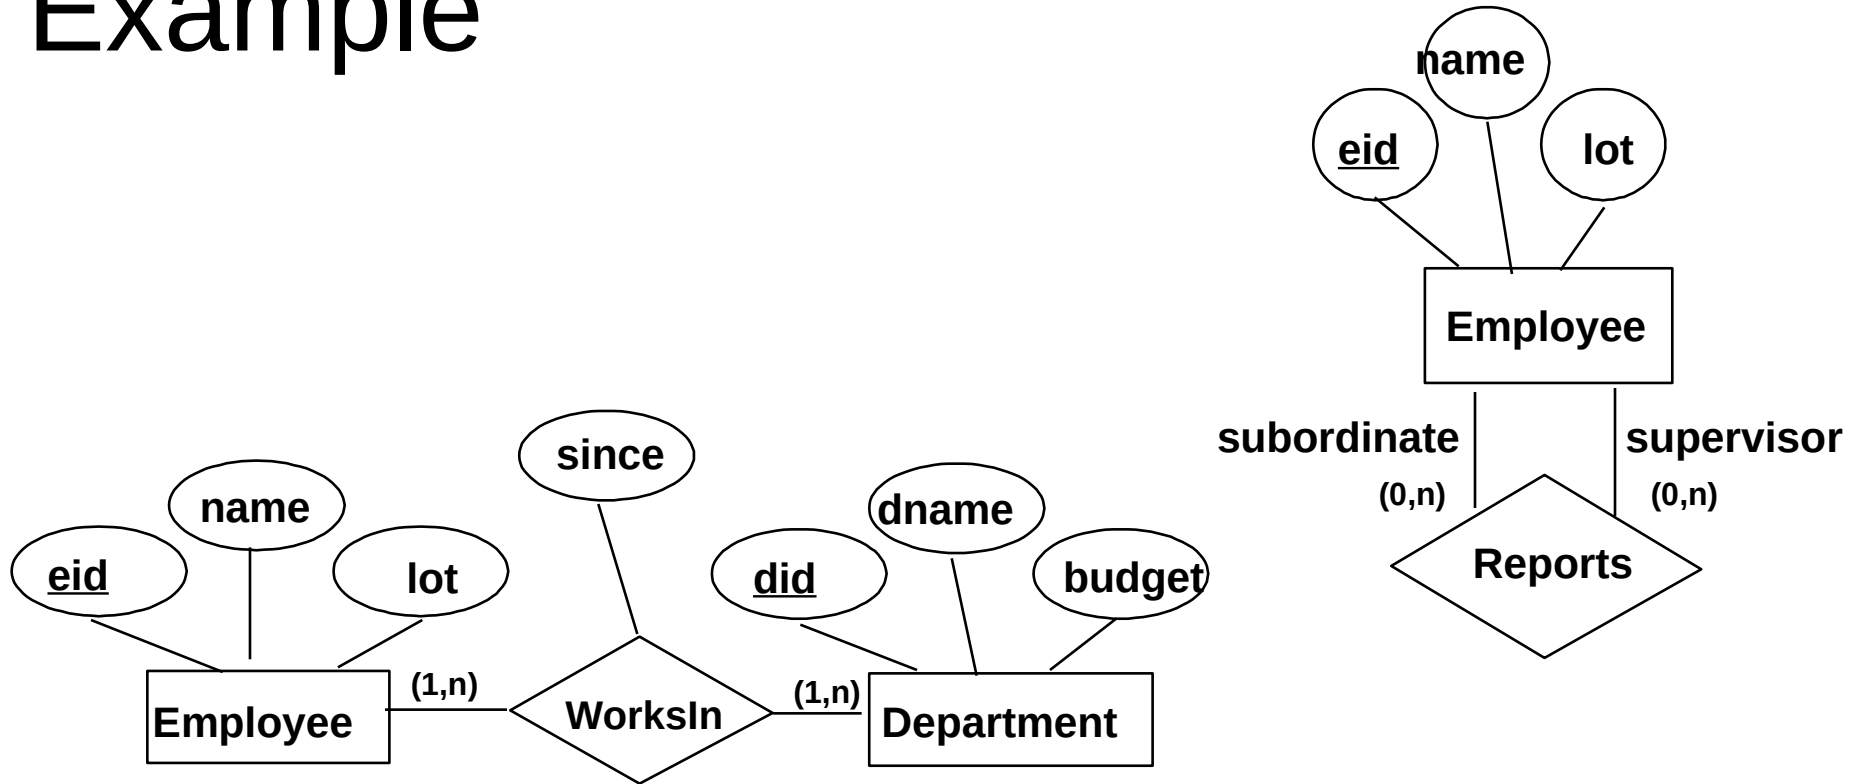 Example
name
eid
lot
Employee
subordinate
supervisor
(0,n)
(0,n)
Reports
since
name
eid
lot
dname
did
budget
(1,n)
(1,n)
Employee
WorksIn
Department